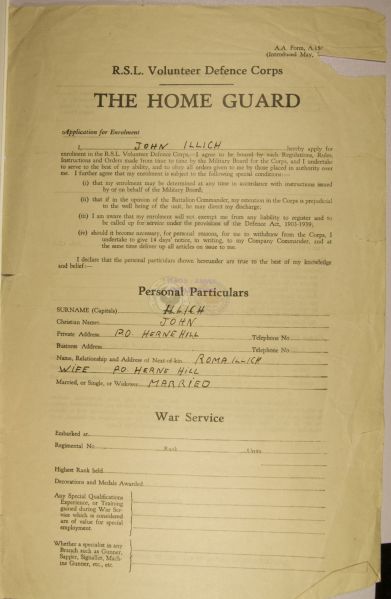 A.A. Form, A.15
(Introduced May,
R.S.L. Volunteer Defence Corps
THE HOME GUARD
Application for Enrolment
I, JOHN ILLICH hereby apply for
enrolment in the R.S.L. Volunteer Defence Corps.—I agree to be bound by such Regulations, Rules,
Instructions and Orders made from time to time by the Military Board for the Corps, and I undertake
to serve to the best of my ability, and to obey all orders given to me by those placed in authority over
me. I further agree that my enrolment is subject to the following special conditions:—
(i) that my enrolment may be determined at any time in accordance with instructions issued
by or on behalf of the Military Board;
(ii) that if in the opinion of the Battalion Commander, my retention in the Corps is prejudicial
to the well being of the unit, he may direct my discharge;
(iii) I am aware that my enrolment will not exempt me from any liability to register and to
be called up for service under the provisions of the Defence Act, 1903-1939;
(iv) should it become necessary, for personal reasons, for me to withdraw from the Corps, I
undertake to give 14 days' notice, in writing, to my Company Commander, and at
the same time deliver up all articles on issue to me.
I declare that the personal particulars shown hereunder are true to the best of my knowledge
and belief:—
Personal Particulars
SURNAME (Capitals) ILLICH
Christian Names JOHN
Private Address P.O. HERNE HILL Telephone No
Business Address Telephone No
Name, Relationship and Address of Next-of-kin ROMA ILLICH
WIFE PO HERNE HILL
Married, or Single, or Widower MARRIED
War Service
Embarked at
Regimental No Rank Units
Highest Rank held
Decorations and Medals Awarded
Any Special Qualifications
Experience, or Training
gained during War Ser-
vice which is considered
are of value for special
employment.
Whether a specialist in any
Branch such as Gunner,
Sapper, Signaller, Mach-
ine Gunner, etc., etc.